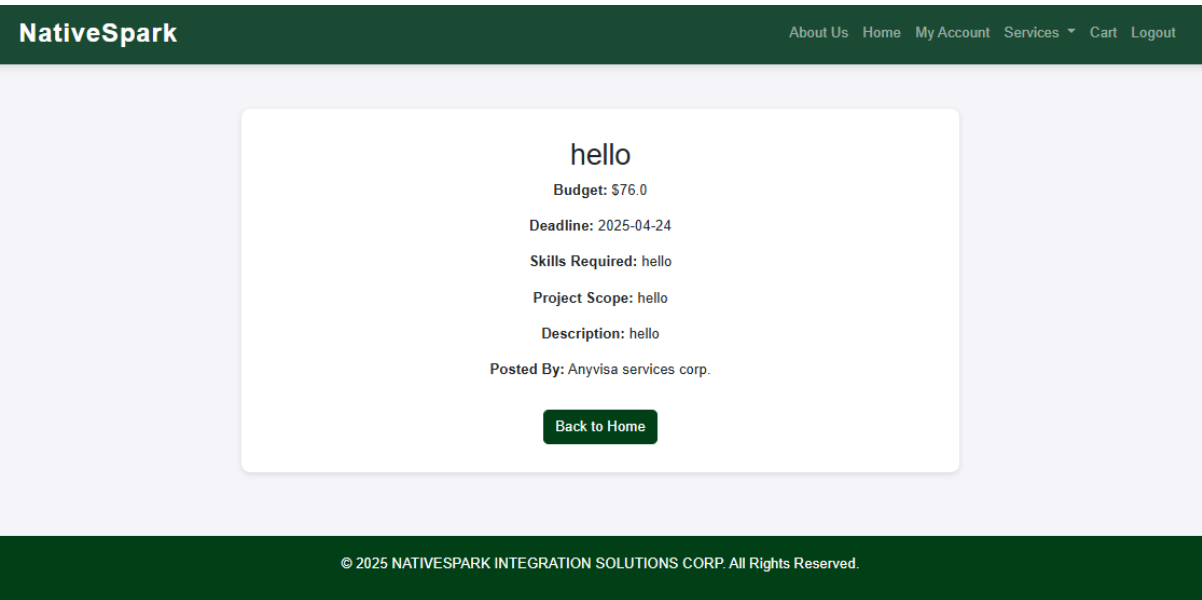 NativeSpark
About Us Home My Account Services Cart Logout
hello
Budget: $76.0
Deadline: 2025-04-24
Skills Required: hello
Project Scope: hello
Description: hello
Posted By: Anyvisa services corp.
Back to Home
© 2025 NATIVESPARK INTEGRATION SOLUTIONS CORP. All Rights Reserved.